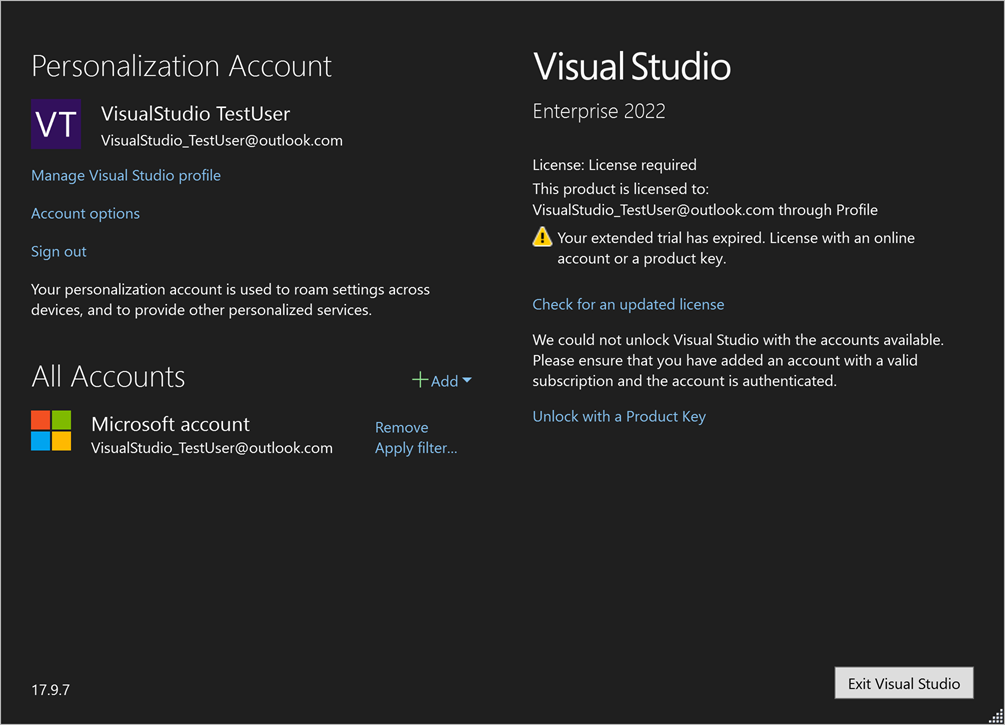 Personalization Account
VT
VisualStudio TestUser
VisualStudio_TestUser@outlook.com
Manage Visual Studio profile
Account options
Sign out
Your personalization account is used to roam settings across
devices, and to provide other personalized services.
All Accounts
Add
Microsoft account
VisualStudio_TestUser@outlook.com
Remove
Apply filter...
17.9.7
Visual Studio
Enterprise 2022
License: License required
This product is licensed to:
VisualStudio_TestUser@outlook.com through Profile
Your extended trial has expired. License with an online
account or a product key.
Check for an updated license
We could not unlock Visual Studio with the accounts available.
Please ensure that you have added an account with a valid
subscription and the account is authenticated.
Unlock with a Product Key
Exit Visual Studio